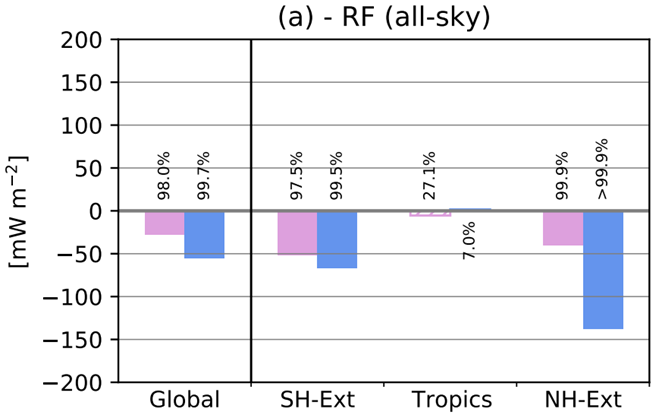 (a) - RF (all-sky)
[mW m⁻²]
200
150
100
50
0
−50
−100
−150
−200
98.0%
99.7%
97.5%
99.5%
27.1%
7.0%
99.9%
>99.9%
Global
SH-Ext
Tropics
NH-Ext